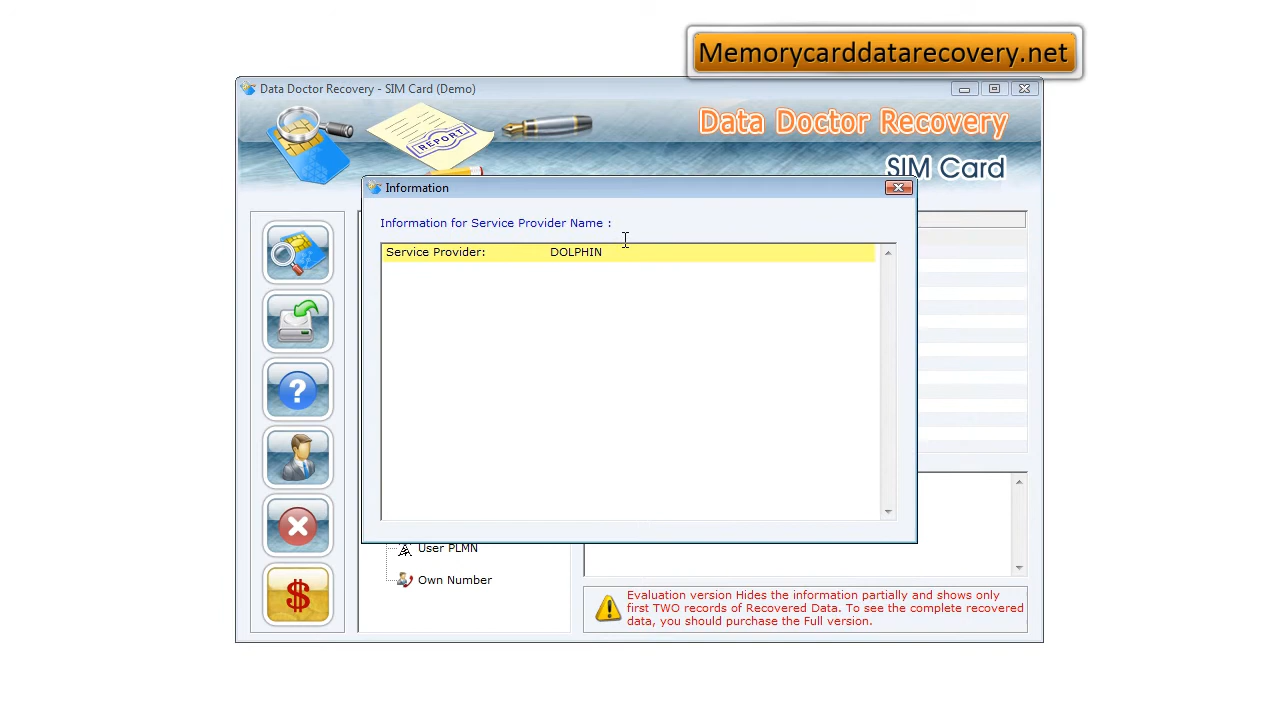 Memorycarddatarecovery.net
Data Doctor Recovery - SIM Card (Demo)
REPORT
Data Doctor Recovery
SIM Card
Information
Information for Service Provider Name :
Service Provider: DOLPHIN
User PLMN
Own Number
Evaluation version Hides the information partially and shows only
first TWO records of Recovered Data. To see the complete recovered
data, you should purchase the Full version.